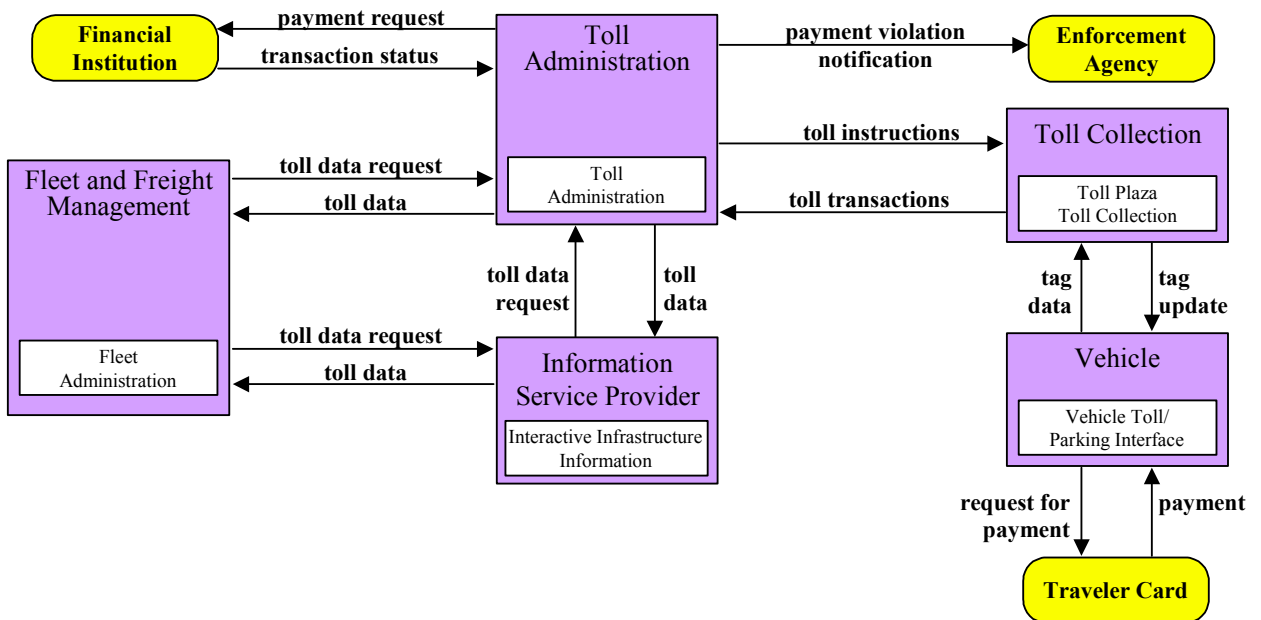 payment request
Financial
Institution
transaction status
Toll
Administration
Toll
Administration
payment violation
notification
Enforcement
Agency
toll instructions
toll transactions
Toll Collection
Toll Plaza
Toll Collection
Fleet and Freight
Management
Fleet
Administration
toll data request
toll data
toll data
request
toll
data
toll data request
toll data
Information
Service Provider
Interactive Infrastructure
Information
tag
data
tag
update
Vehicle
Vehicle Toll/
Parking Interface
request for
payment
payment
Traveler Card